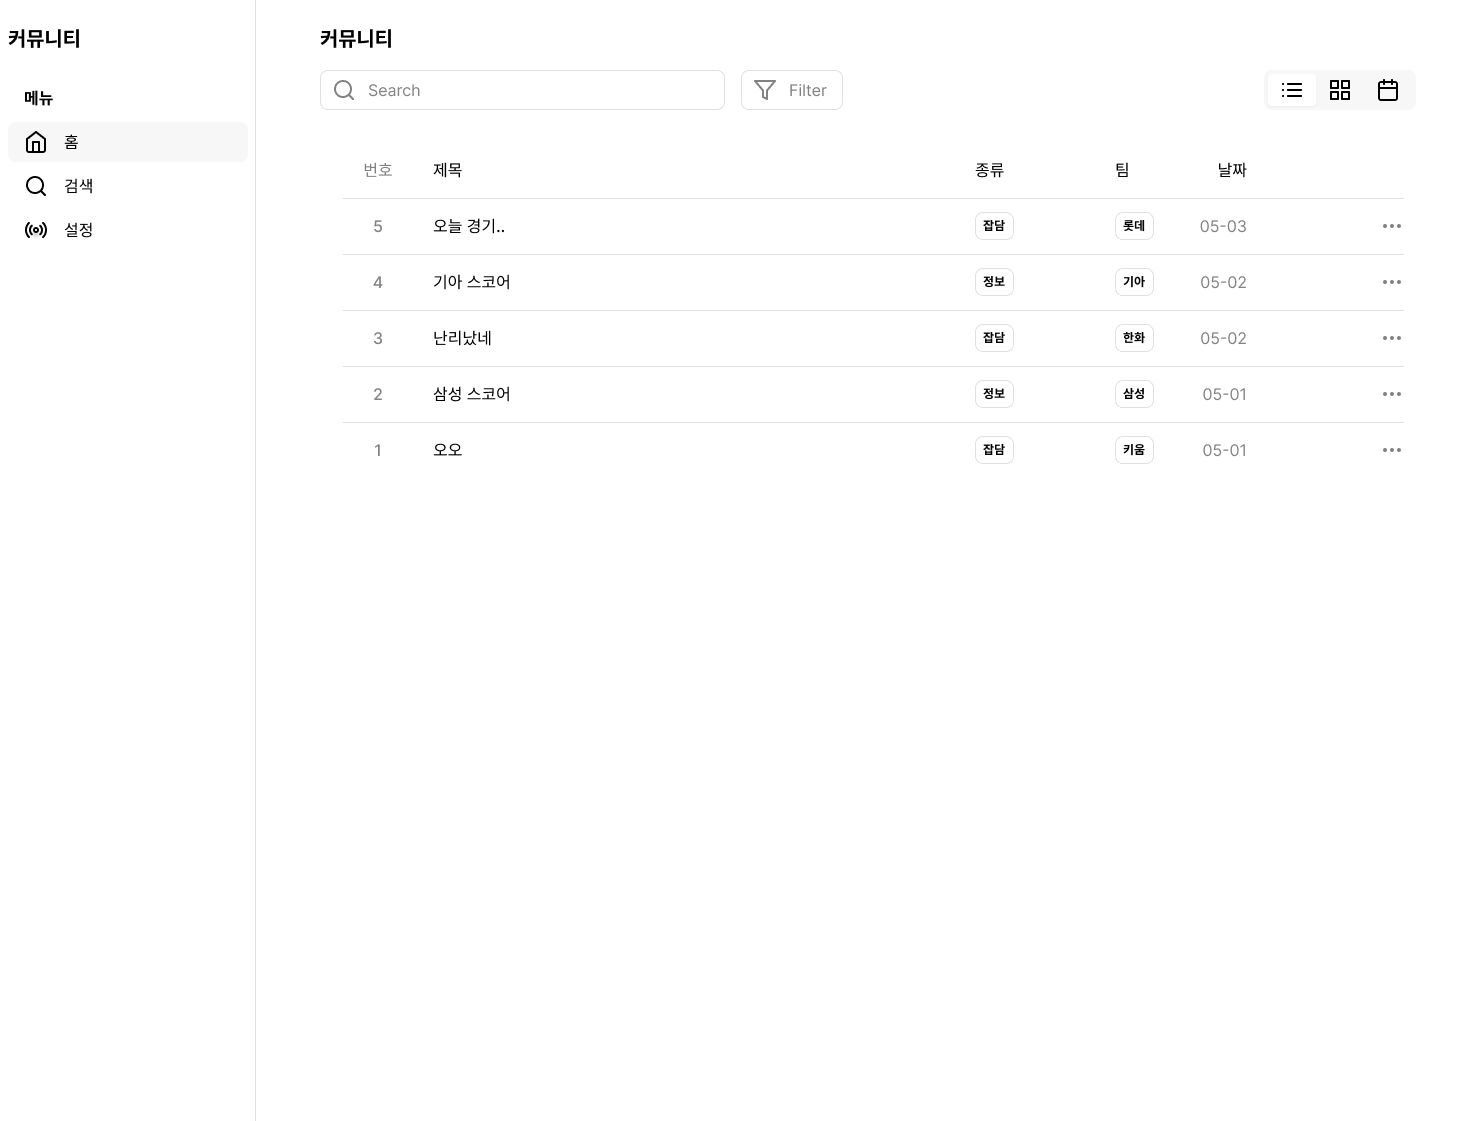 커뮤니티
메뉴
홈
검색
설정
커뮤니티
Search
Filter
번호 제목 종류 팀 날짜
5 오늘 경기.. 잡담 롯데 05-03
4 기아 스코어 정보 기아 05-02
3 난리났네 잡담 한화 05-02
2 삼성 스코어 정보 삼성 05-01
1 오오 잡담 키움 05-01